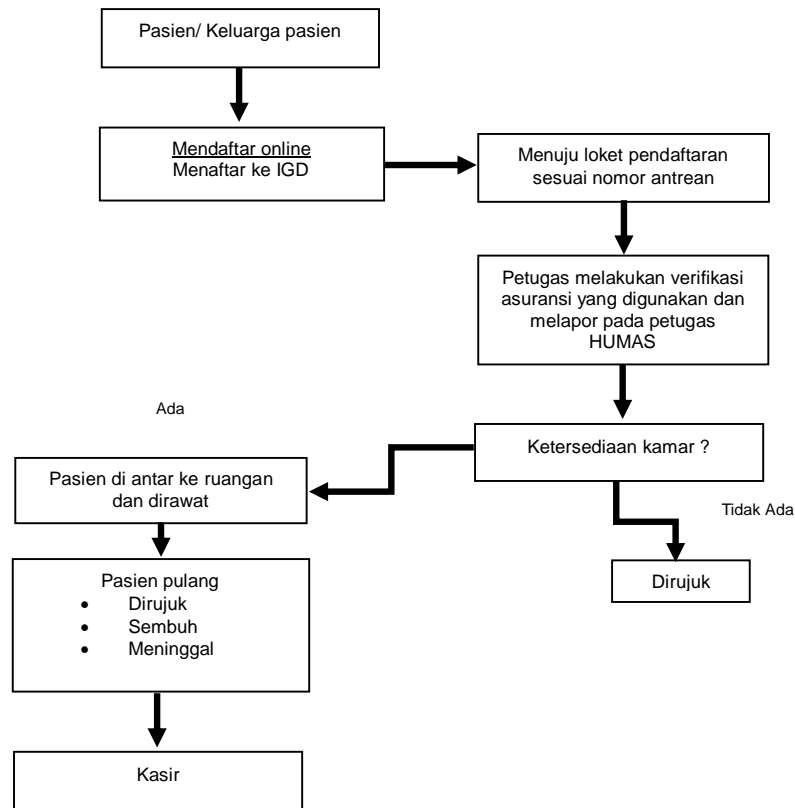 Pasien/ Keluarga pasien
Mendaftar online
Menaftar ke IGD
Menuju loket pendaftaran
sesuai nomor antrean
Petugas melakukan verifikasi
asuransi yang digunakan dan
melapor pada petugas
HUMAS
Ketersediaan kamar ?
Ada
Pasien di antar ke ruangan
dan dirawat
Tidak Ada
Dirujuk
Pasien pulang
• Dirujuk
• Sembuh
• Meninggal
Kasir